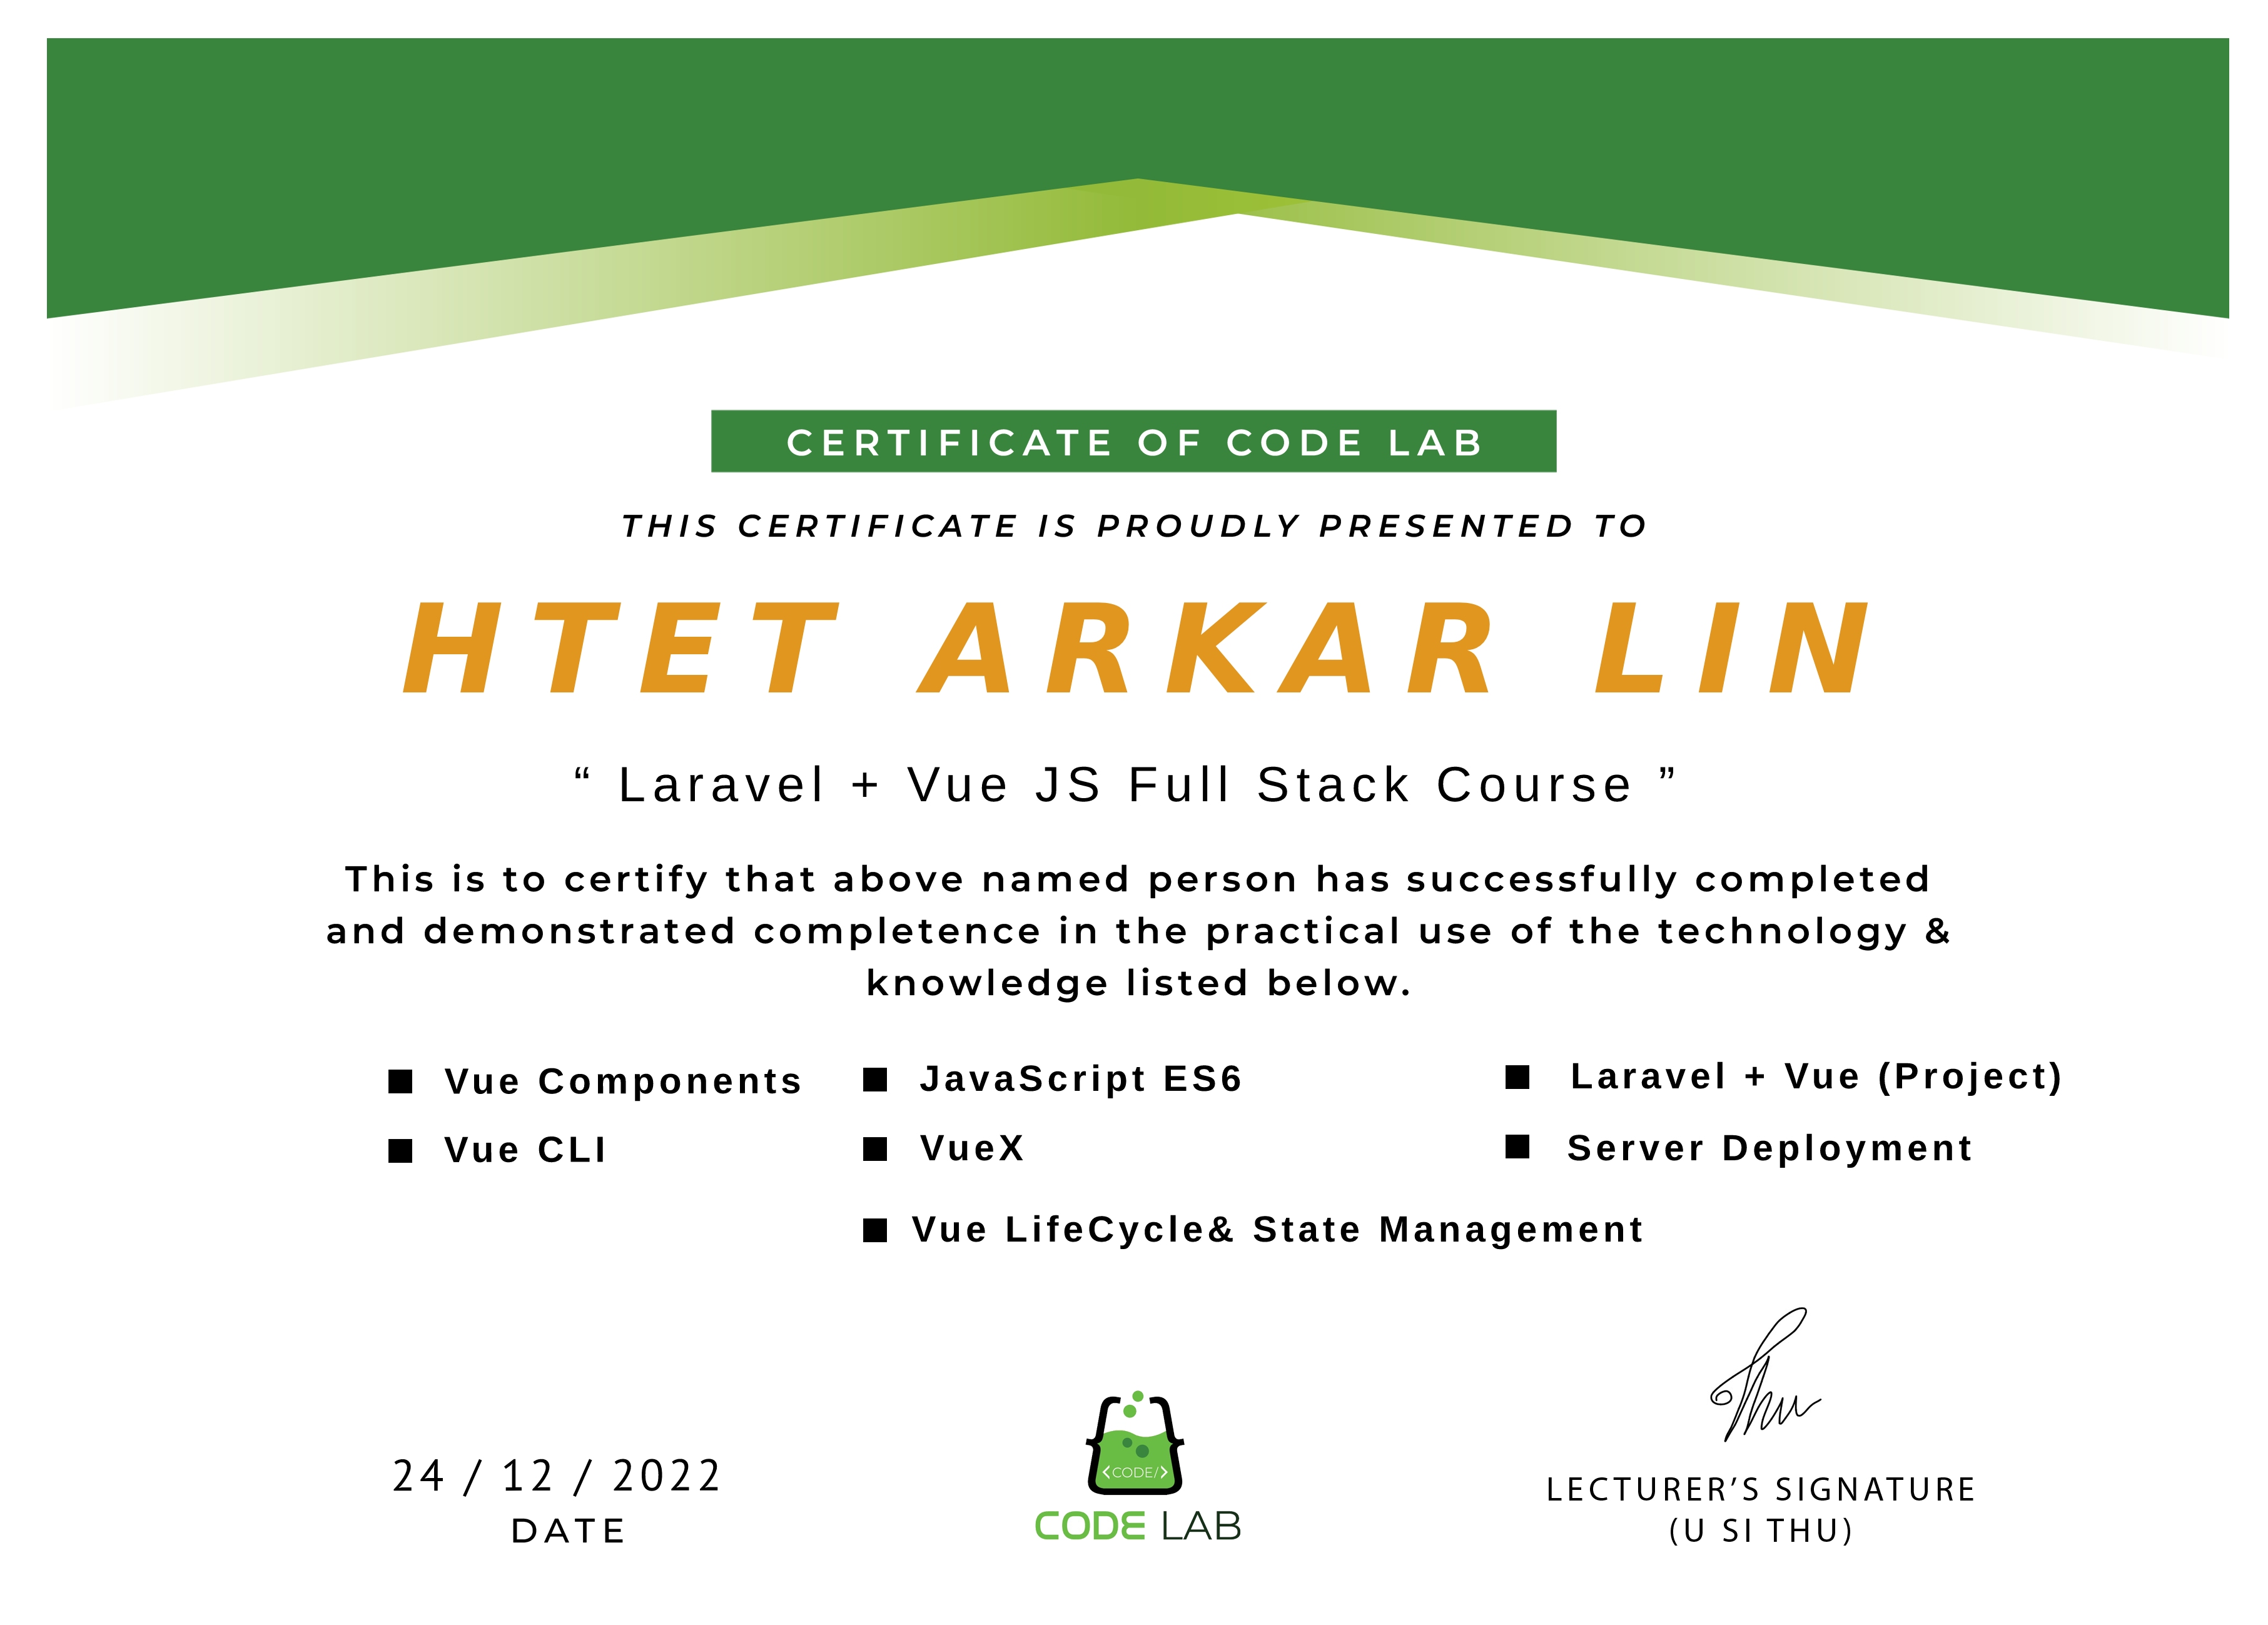 CERTIFICATE OF CODE LAB
THIS CERTIFICATE IS PROUDLY PRESENTED TO
HTET ARKAR LIN
“ Laravel + Vue JS Full Stack Course ”
This is to certify that above named person has successfully completed
and demonstrated completence in the practical use of the technology &
knowledge listed below.
■ Vue Components ■ JavaScript ES6 ■ Laravel + Vue (Project)
■ Vue CLI ■ VueX ■ Server Deployment
■ Vue LifeCycle& State Management
Thu
<CODE/>
24 / 12 / 2022
DATE
CODE LAB
LECTURER’S SIGNATURE
(U SI THU)